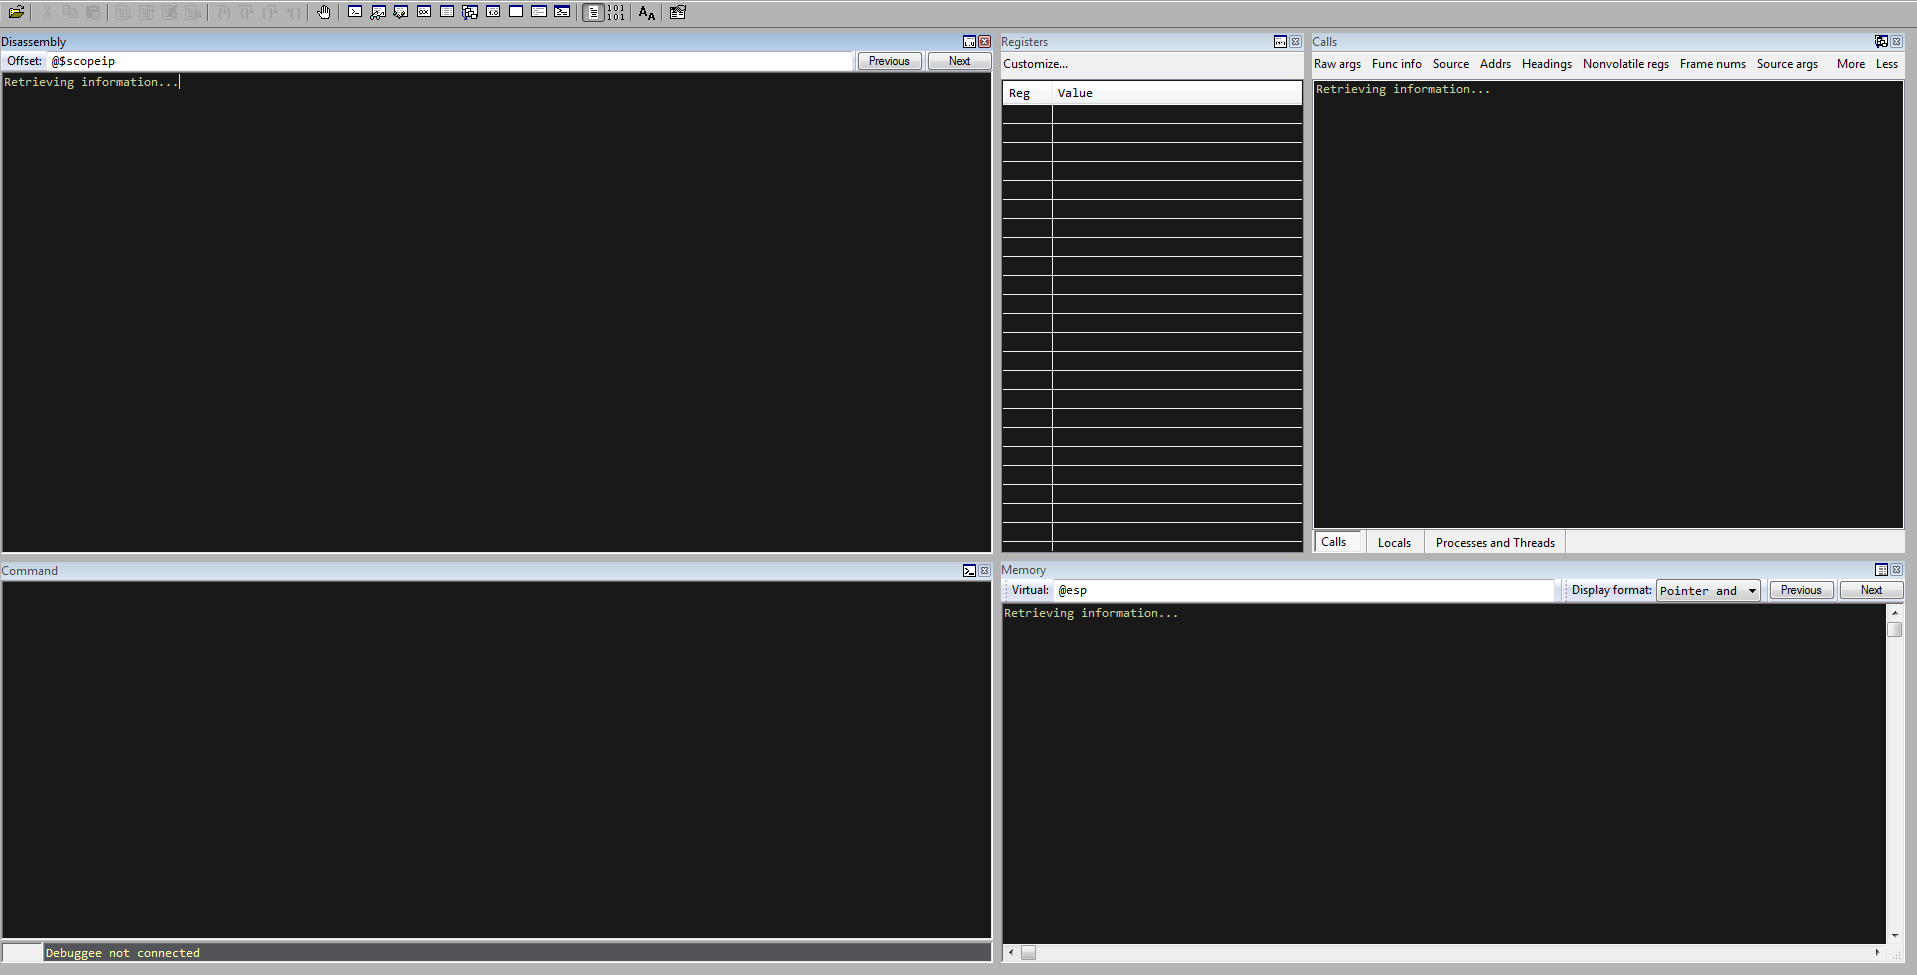 Disassembly
Offset: @$scopeip Previous Next
Retrieving information...
Registers
Customize...
Reg Value
Calls
Raw args Func info Source Addrs Headings Nonvolatile regs Frame nums Source args More Less
Retrieving information...
Calls Locals Processes and Threads
Command
Debuggee not connected
Memory
Virtual: @esp Display format: Pointer and Previous Next
Retrieving information...